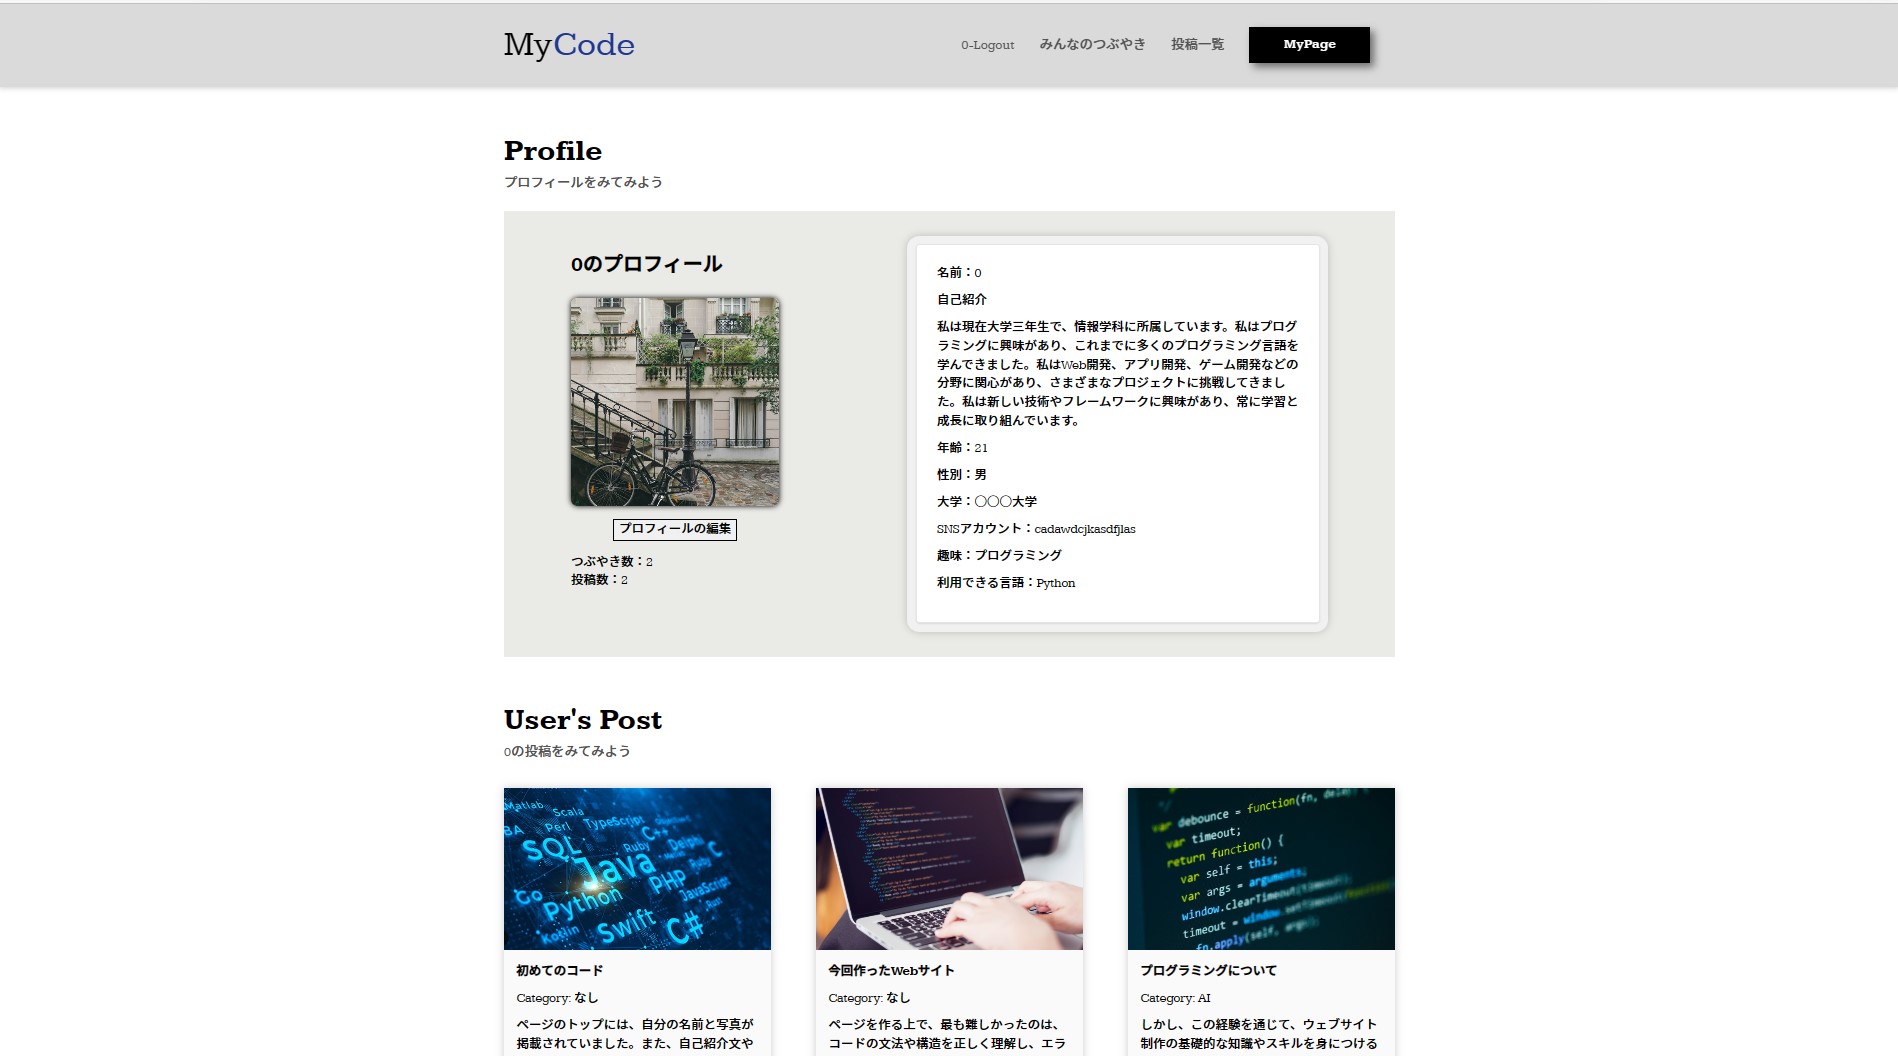 MyCode
0-Logout みんなのつぶやき 投稿一覧 MyPage
Profile
プロフィールをみてみよう
0のプロフィール
プロフィールの編集
つぶやき数：2
投稿数：2
名前：0
自己紹介
私は現在大学三年生で、情報学科に所属しています。私はプログ
ラミングに興味があり、これまでに多くのプログラミング言語を
学んできました。私はWeb開発、アプリ開発、ゲーム開発などの
分野に関心があり、さまざまなプロジェクトに挑戦してきまし
た。私は新しい技術やフレームワークに興味があり、常に学習と
成長に取り組んでいます。
年齢：21
性別：男
大学：〇〇〇大学
SNSアカウント：cadawdcjkasdfjlas
趣味：プログラミング
利用できる言語：Python
User's Post
0の投稿をみてみよう
Matlab
Scala
BA Perl TypeScript
C++
SQL Ruby Delphi
Java Ruby C
Go PHP JavaScript
Python
Kotlin Swift C#
var debounce = function(fn, delay)
var timeout;
return function() {
var self = this;
var args = arguments;
window.clearTimeout(timeout);
timeout = window.setTimeout(
fn.apply(self, args);
初めてのコード
Category: なし
ページのトップには、自分の名前と写真が
掲載されていました。また、自己紹介文や
今回作ったWebサイト
Category: なし
ページを作る上で、最も難しかったのは、
コードの文法や構造を正しく理解し、エラ
プログラミングについて
Category: AI
しかし、この経験を通じて、ウェブサイト
制作の基礎的な知識やスキルを身につける